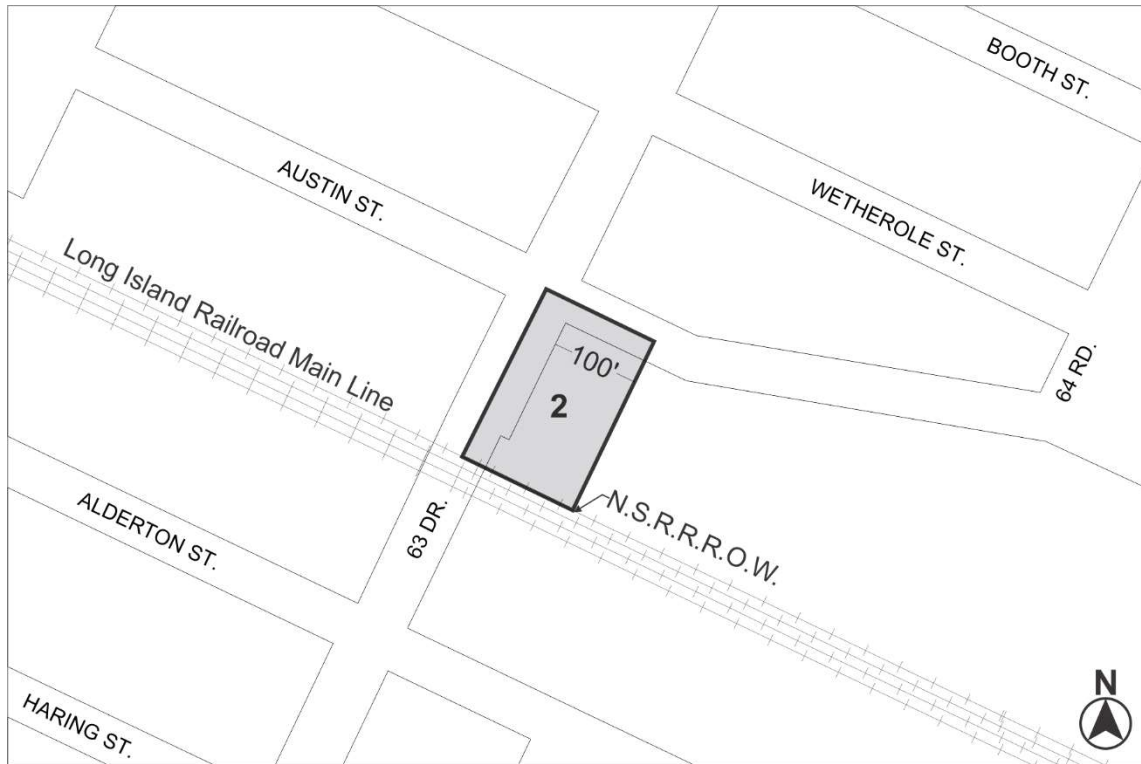 BOOTH ST.
AUSTIN ST.
WETHEROLE ST.
Long Island Railroad Main Line
100'
64 RD.
2
N.S.R.R.R.O.W.
ALDERTON ST.
63 DR.
N
HARING ST.